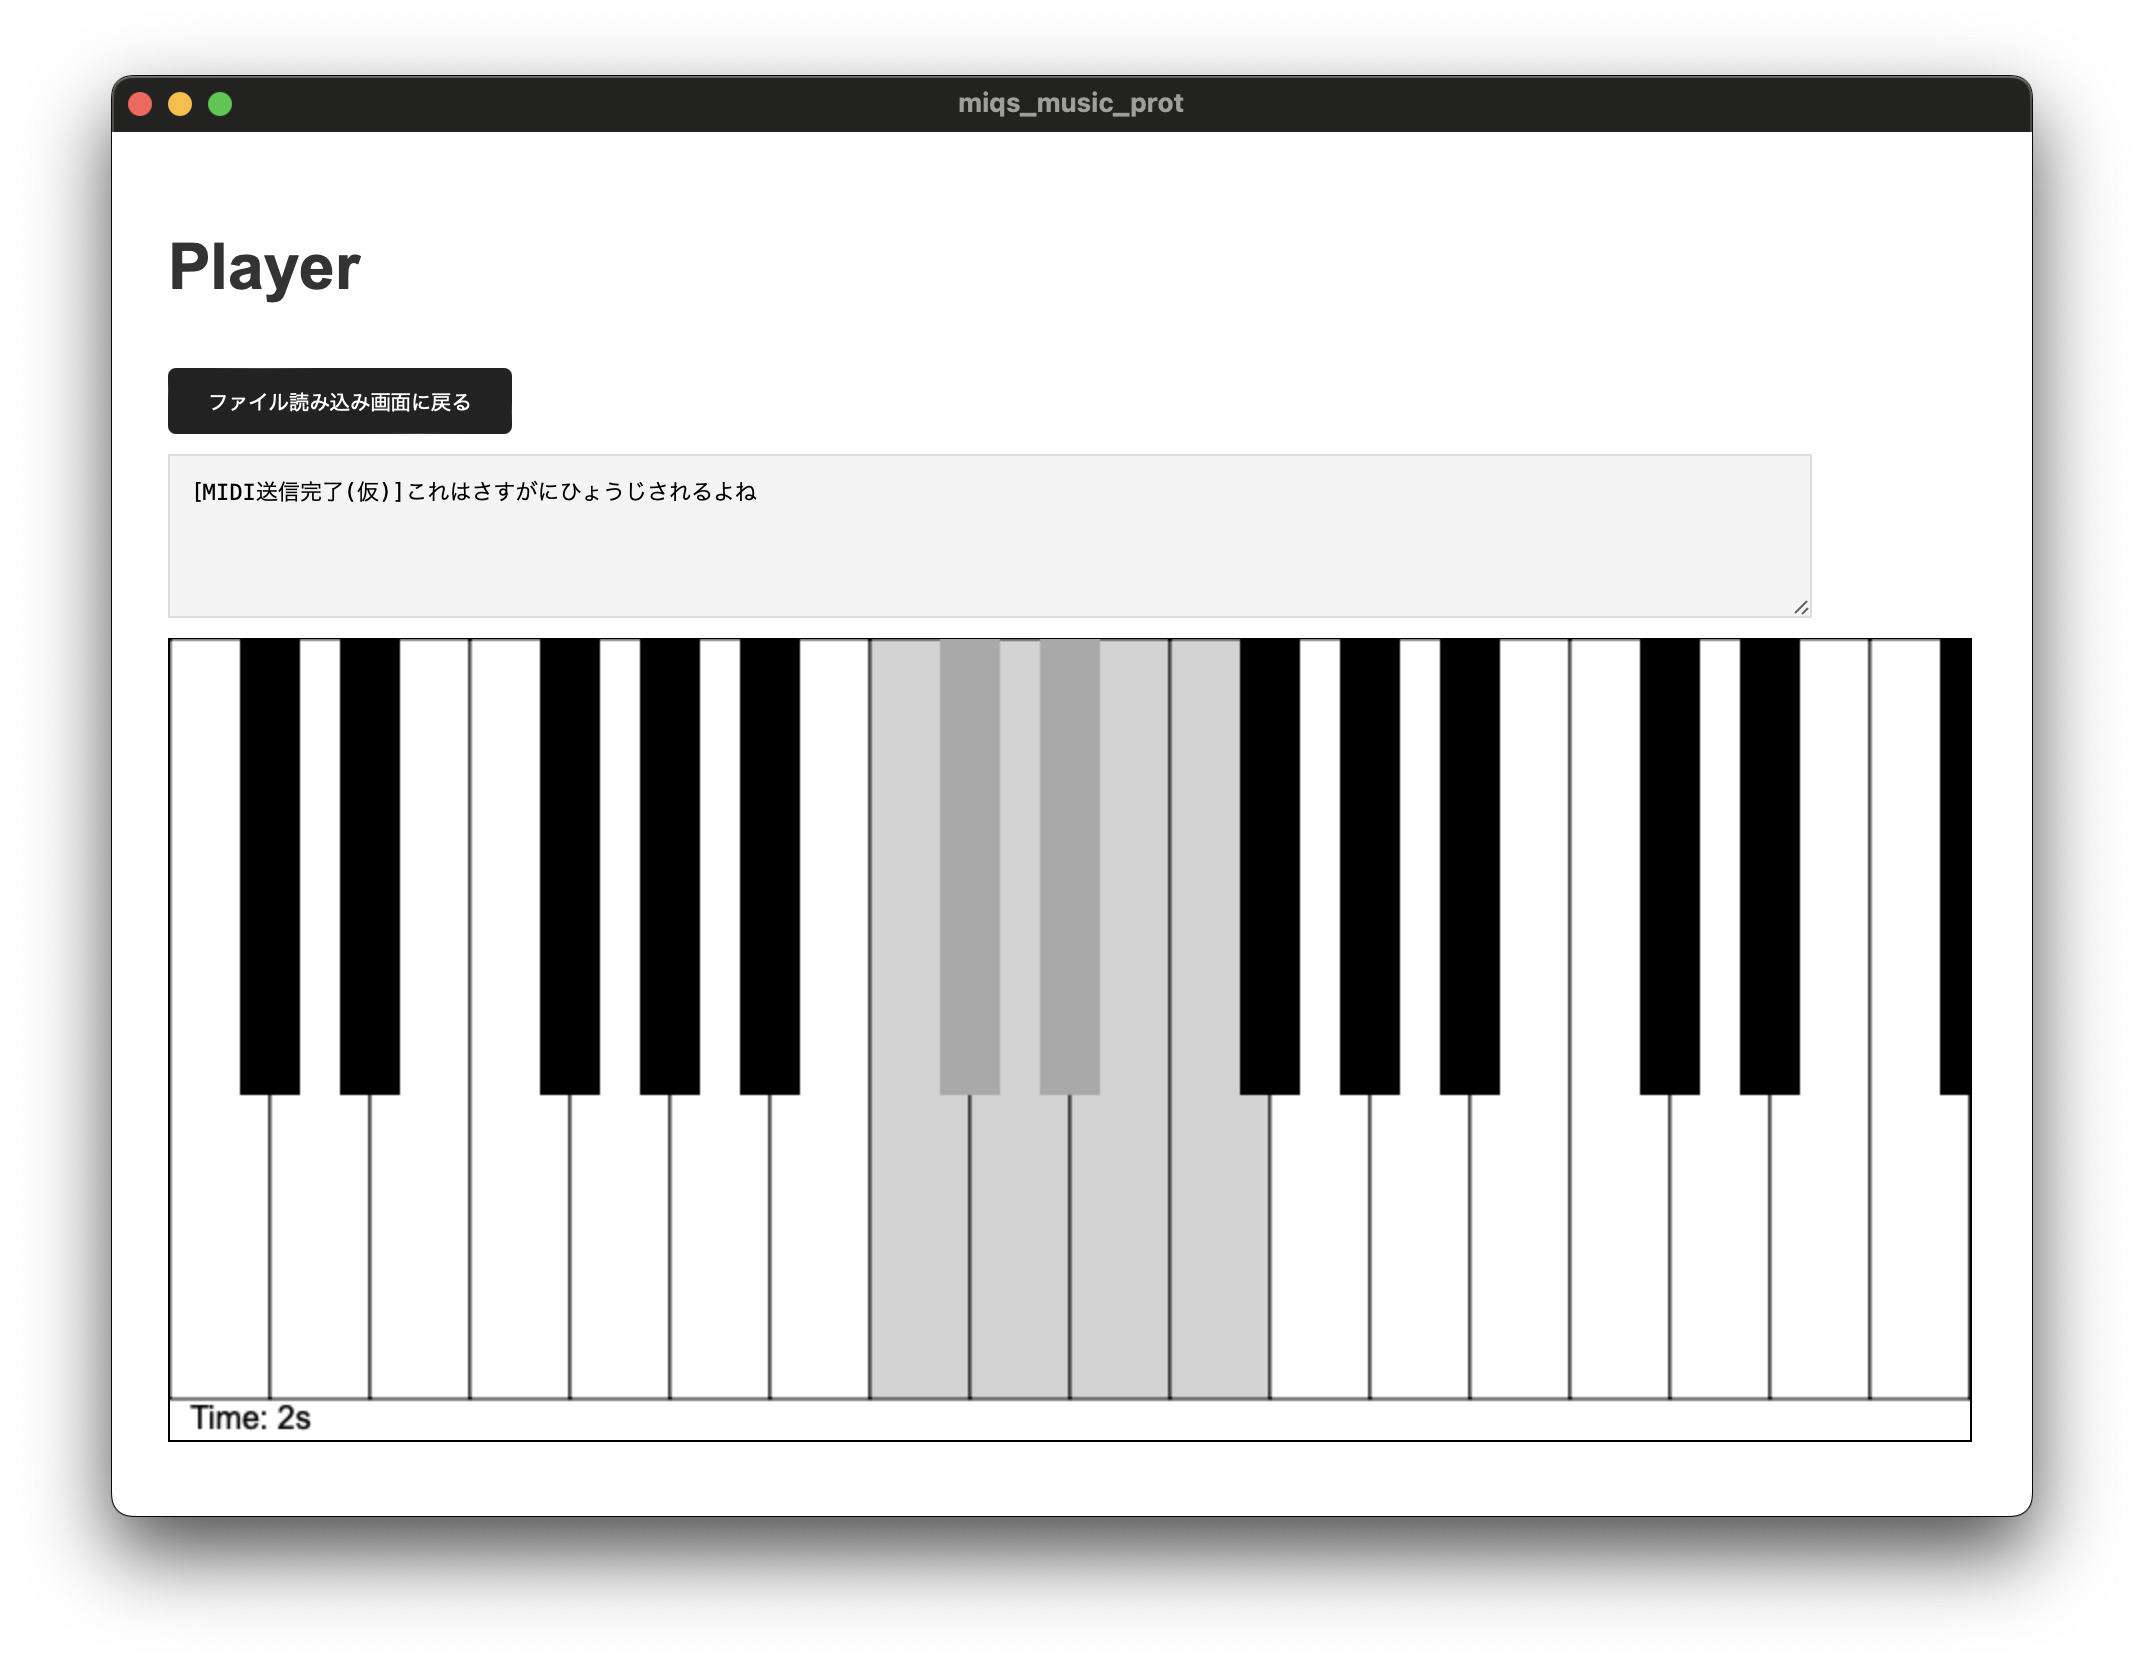 miqs_music_prot
Player
ファイル読み込み画面に戻る
[MIDI送信完了(仮)]これはさすがにひょうじされるよね
Time: 2s